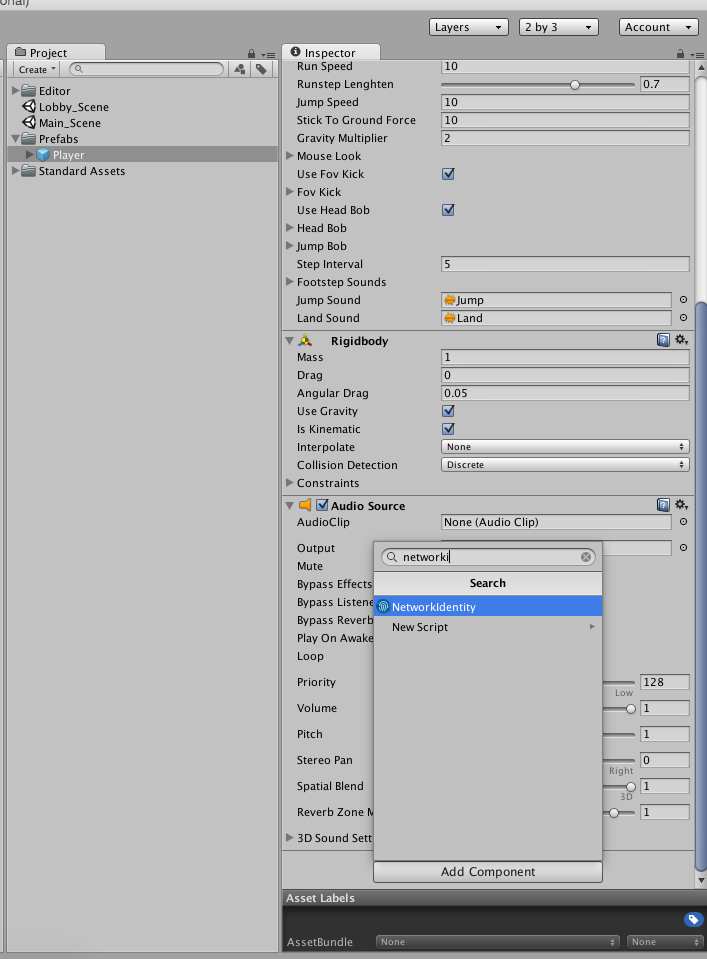 onal)
Layers
2 by 3
Account
Project
Create
Editor
Lobby_Scene
Main_Scene
Prefabs
Player
Standard Assets
Inspector
Run Speed 10
Runstep Lenghten 0.7
Jump Speed 10
Stick To Ground Force 10
Gravity Multiplier 2
Mouse Look
Use Fov Kick
Fov Kick
Use Head Bob
Head Bob
Jump Bob
Step Interval 5
Footstep Sounds
Jump Sound Jump
Land Sound Land
Rigidbody
Mass 1
Drag 0
Angular Drag 0.05
Use Gravity
Is Kinematic
Interpolate None
Collision Detection Discrete
Constraints
Audio Source
AudioClip None (Audio Clip)
Output
Mute
Bypass Effects
Bypass Listene
Bypass Reverb
Play On Awake
Loop
Priority 128
Low
Volume 1
Pitch 1
Stereo Pan 0
Right
Spatial Blend 1
3D
Reverb Zone M 1
3D Sound Sett
networki
Search
NetworkIdentity
New Script
Add Component
Asset Labels
AssetBundle None None